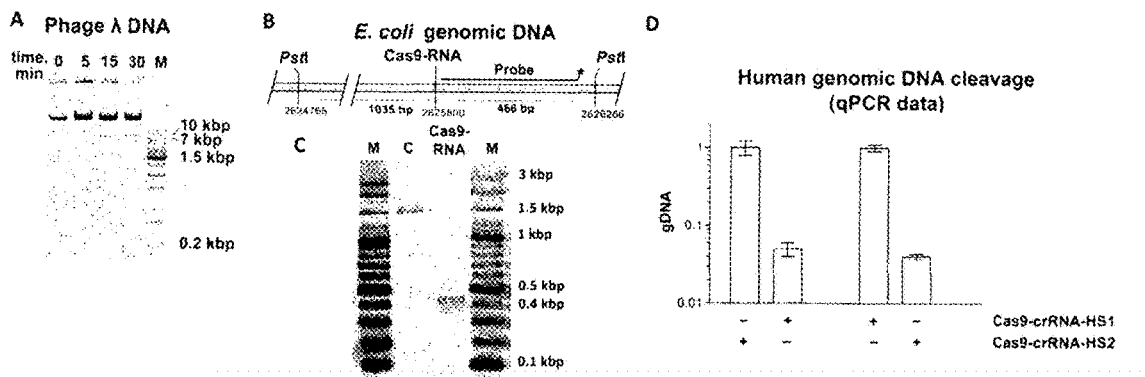 A
Phage λ DNA
time, min 0 5 15 30 M
10 kbp
7 kbp
1.5 kbp
0.2 kbp
B
E. coli genomic DNA
Cas9-RNA
PstI
Probe
*
PstI
2624765
1035 bp
2625800
466 bp
2626266
C
M C Cas9-RNA M
3 kbp
1.5 kbp
1 kbp
0.5 kbp
0.4 kbp
0.1 kbp
D
Human genomic DNA cleavage
(qPCR data)
gDNA
1
0.1
0.01
– + + – Cas9-crRNA-HS1
+ – – + Cas9-crRNA-HS2